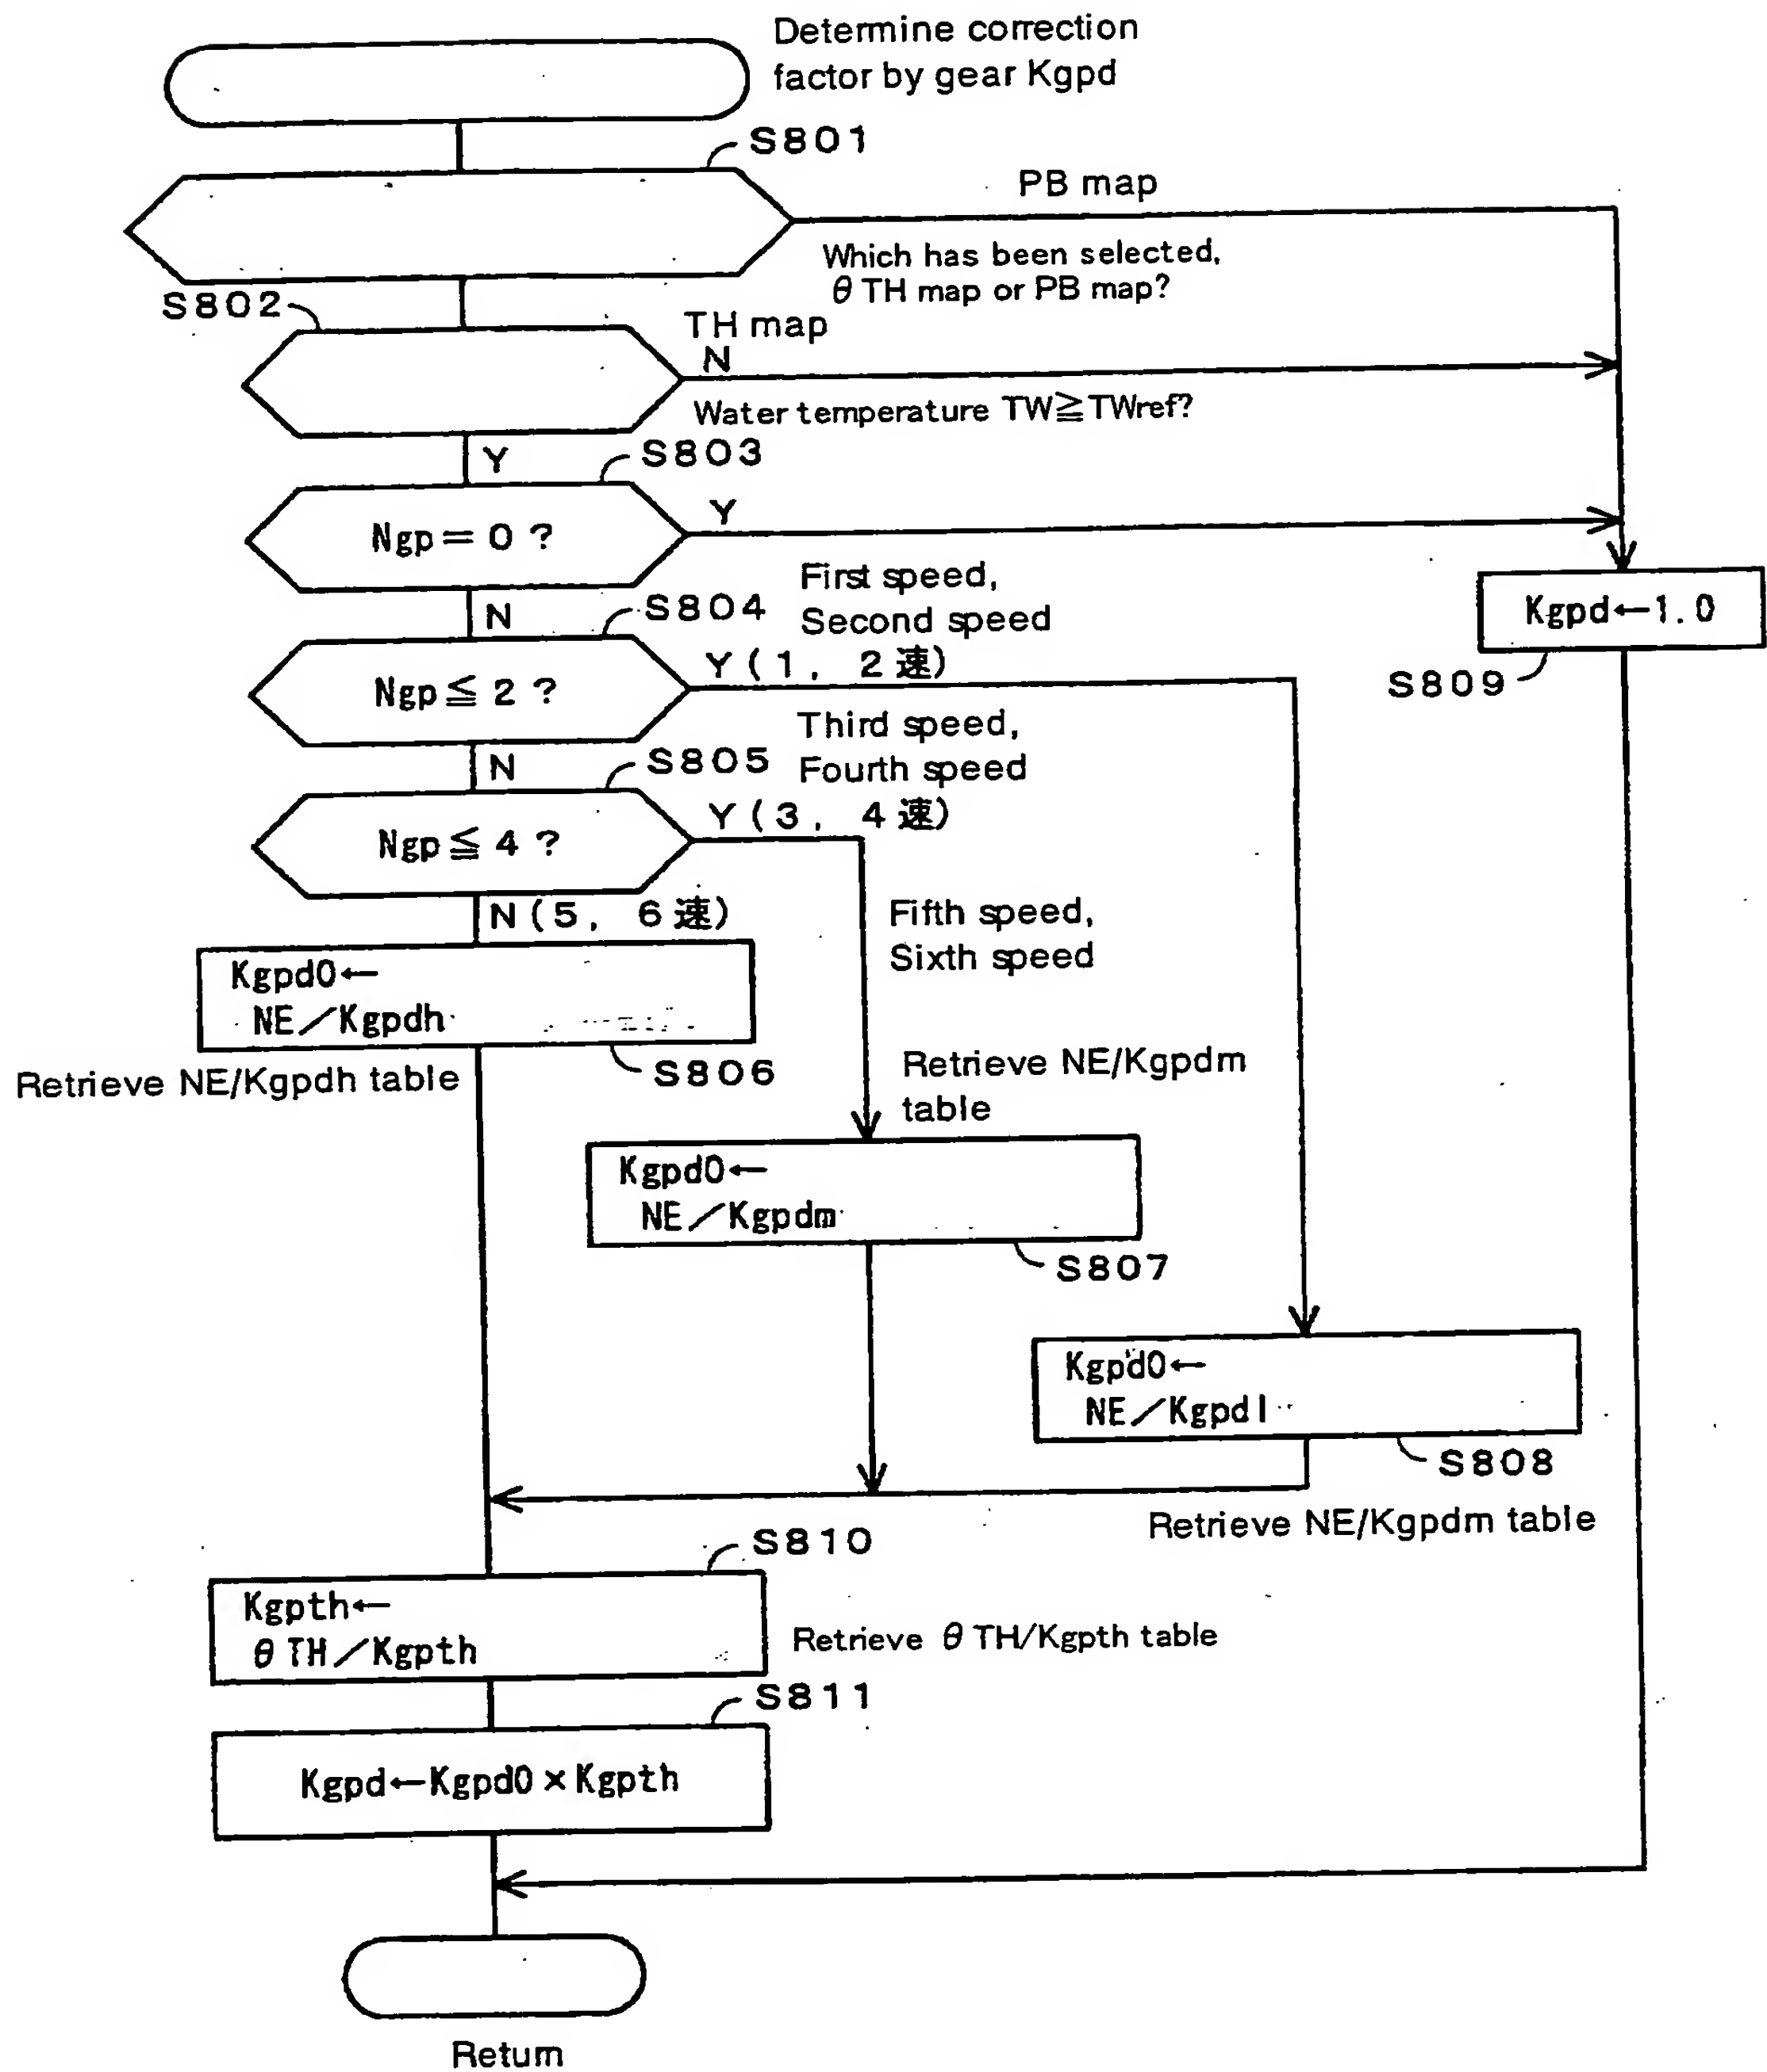 Determine correction
factor by gear Kgpd
S801
PB map
Which has been selected,
θ TH map or PB map?
S802
TH map
N
Water temperature TW≧TWref?
Y
S803
Ngp = 0 ?
Y
N
S804
First speed,
Second speed
Kgpd←1.0
S809
Ngp ≦ 2 ?
Y (1, 2速)
Third speed,
Fourth speed
N
S805
Ngp ≦ 4 ?
Y (3, 4速)
N (5, 6速)
Fifth speed,
Sixth speed
Kgpd0←
NE／Kgpdh
S806
Retrieve NE/Kgpdh table
Retrieve NE/Kgpdm
table
Kgpd0←
NE／Kgpdm
S807
Kgpd0←
NE／Kgpdl
S808
Retrieve NE/Kgpdm table
S810
Kgpth←
θ TH／Kgpth
Retrieve θ TH/Kgpth table
S811
Kgpd←Kgpd0 × Kgpth
Return